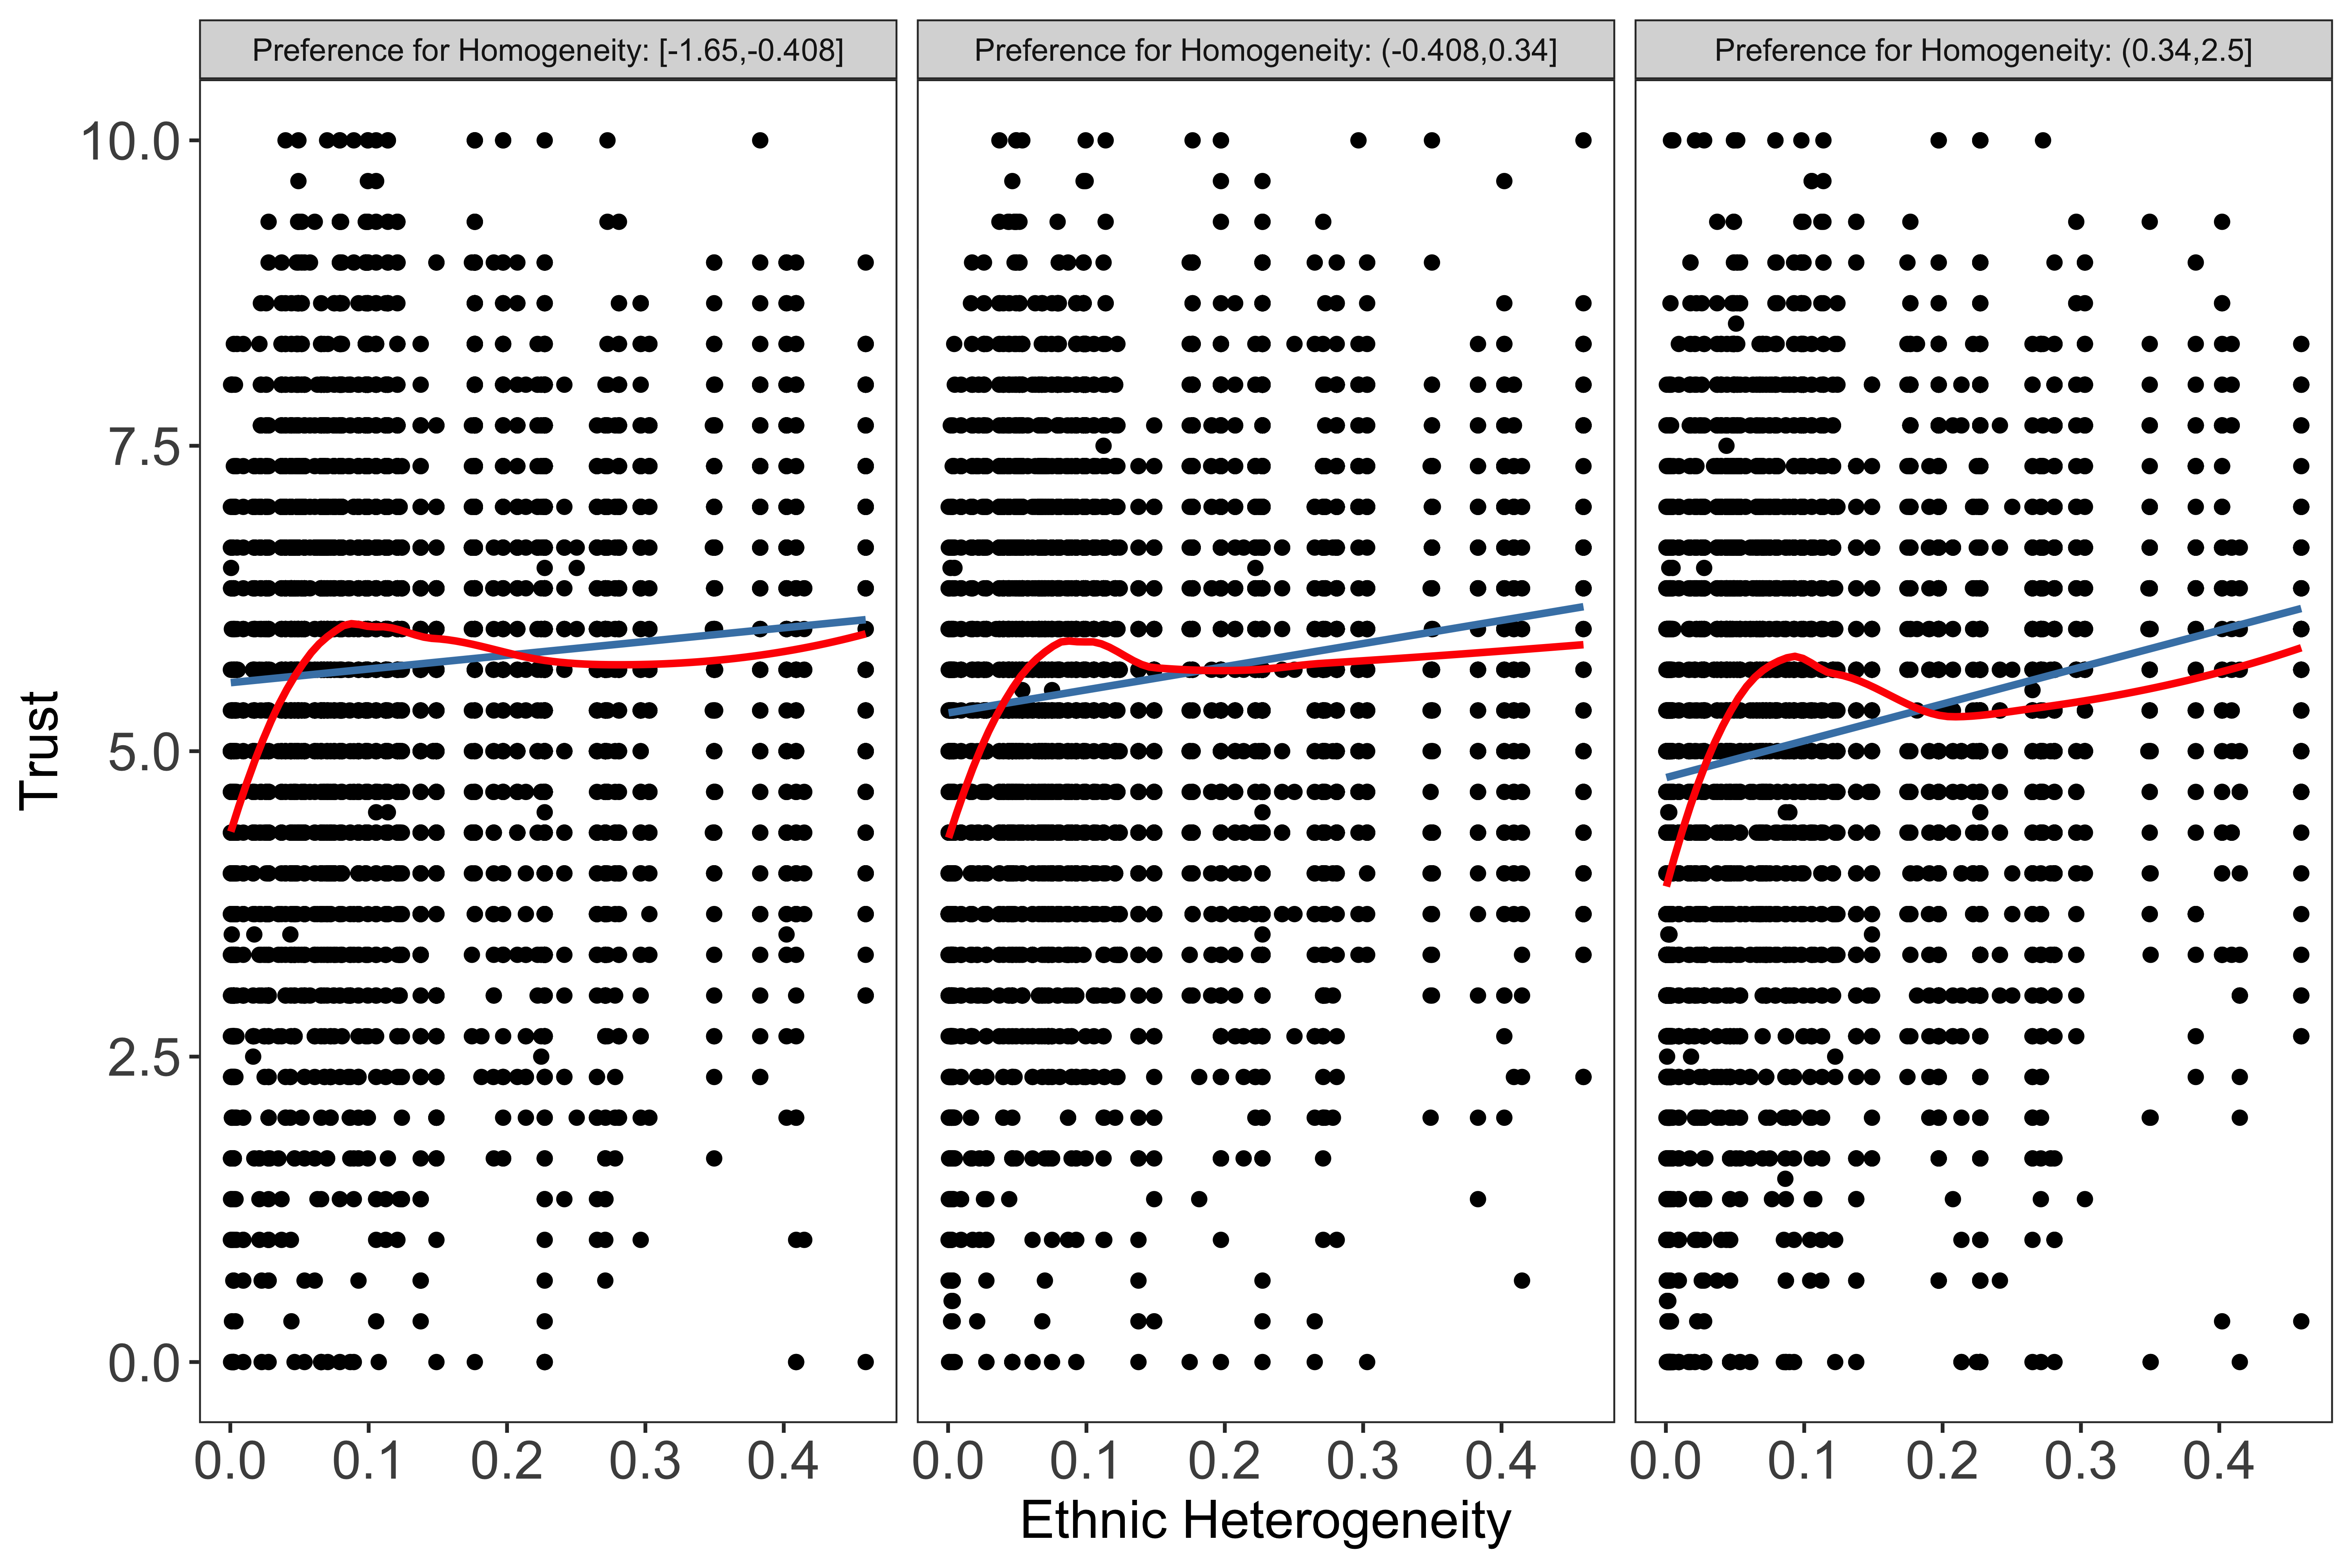 Preference for Homogeneity: [-1.65,-0.408]
Preference for Homogeneity: (-0.408,0.34]
Preference for Homogeneity: (0.34,2.5]
10.0
7.5
5.0
2.5
0.0
Trust
0.0 0.1 0.2 0.3 0.4
0.0 0.1 0.2 0.3 0.4
0.0 0.1 0.2 0.3 0.4
Ethnic Heterogeneity